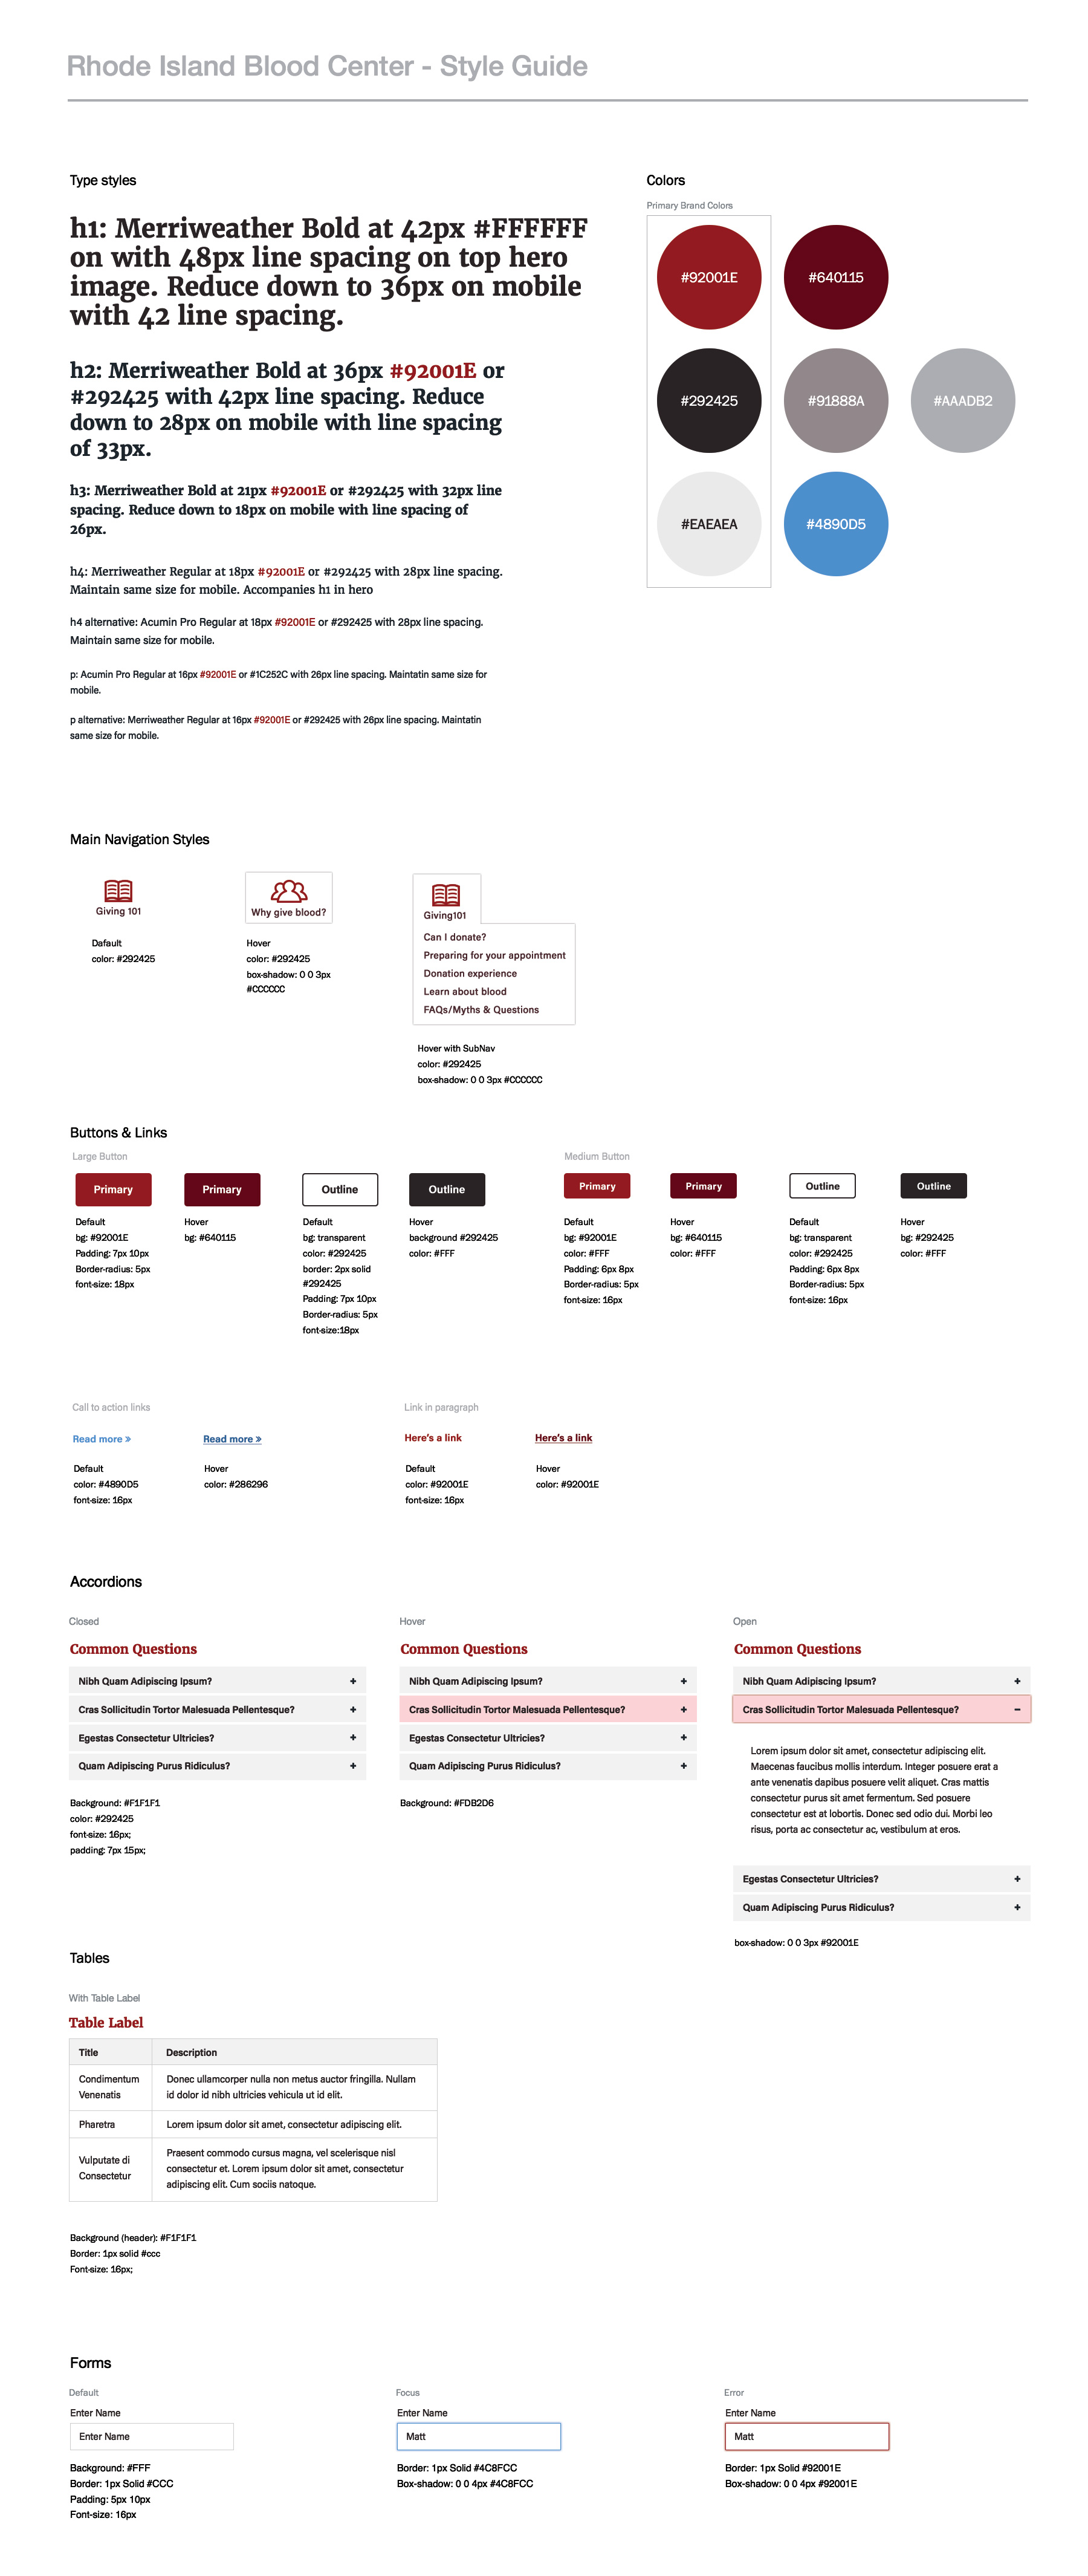 Rhode Island Blood Center - Style Guide
Type styles
h1: Merriweather Bold at 42px #FFFFFF
on with 48px line spacing on top hero
image. Reduce down to 36px on mobile
with 42 line spacing.
h2: Merriweather Bold at 36px #92001E or
#292425 with 42px line spacing. Reduce
down to 28px on mobile with line spacing
of 33px.
h3: Merriweather Bold at 21px #92001E or #292425 with 32px line
spacing. Reduce down to 18px on mobile with line spacing of
26px.
h4: Merriweather Regular at 18px #92001E or #292425 with 28px line spacing.
Maintain same size for mobile. Accompanies h1 in hero
h4 alternative: Acumin Pro Regular at 18px #92001E or #292425 with 28px line spacing.
Maintain same size for mobile.
p: Acumin Pro Regular at 16px #92001E or #1C252C with 26px line spacing. Maintatin same size for
mobile.
p alternative: Merriweather Regular at 16px #92001E or #292425 with 26px line spacing. Maintatin
same size for mobile.
Colors
Primary Brand Colors
#92001E
#640115
#292425
#91888A
#AAADB2
#EAEAEA
#4890D5
Main Navigation Styles
Giving 101
Dafault
color: #292425
Why give blood?
Hover
color: #292425
box-shadow: 0 0 3px
#CCCCCC
Giving101
Can I donate?
Preparing for your appointment
Donation experience
Learn about blood
FAQs/Myths & Questions
Hover with SubNav
color: #292425
box-shadow: 0 0 3px #CCCCCC
Buttons & Links
Large Button
Primary
Default
bg: #92001E
Padding: 7px 10px
Border-radius: 5px
font-size: 18px
Primary
Hover
bg: #640115
Outline
Default
bg: transparent
color: #292425
border: 2px solid
#292425
Padding: 7px 10px
Border-radius: 5px
font-size:18px
Outline
Hover
background #292425
color: #FFF
Medium Button
Primary
Default
bg: #92001E
color: #FFF
Padding: 6px 8px
Border-radius: 5px
font-size: 16px
Primary
Hover
bg: #640115
color: #FFF
Outline
Default
bg: transparent
color: #292425
Padding: 6px 8px
Border-radius: 5px
font-size: 16px
Outline
Hover
bg: #292425
color: #FFF
Call to action links
Read more »
Default
color: #4890D5
font-size: 16px
Read more »
Hover
color: #286296
Link in paragraph
Here's a link
Default
color: #92001E
font-size: 16px
Here's a link
Hover
color: #92001E
Accordions
Closed
Common Questions
Nibh Quam Adipiscing Ipsum? +
Cras Sollicitudin Tortor Malesuada Pellentesque? +
Egestas Consectetur Ultricies? +
Quam Adipiscing Purus Ridiculus? +
Background: #F1F1F1
color: #292425
font-size: 16px;
padding: 7px 15px;
Hover
Common Questions
Nibh Quam Adipiscing Ipsum? +
Cras Sollicitudin Tortor Malesuada Pellentesque? +
Egestas Consectetur Ultricies? +
Quam Adipiscing Purus Ridiculus? +
Background: #FDB2D6
Open
Common Questions
Nibh Quam Adipiscing Ipsum? +
Cras Sollicitudin Tortor Malesuada Pellentesque? –
Lorem ipsum dolor sit amet, consectetur adipiscing elit.
Maecenas faucibus mollis interdum. Integer posuere erat a
ante venenatis dapibus posuere velit aliquet. Cras mattis
consectetur purus sit amet fermentum. Sed posuere
consectetur est at lobortis. Donec sed odio dui. Morbi leo
risus, porta ac consectetur ac, vestibulum at eros.
Egestas Consectetur Ultricies? +
Quam Adipiscing Purus Ridiculus? +
box-shadow: 0 0 3px #92001E
Tables
With Table Label
Table Label
Title Description
Condimentum
Venenatis
Donec ullamcorper nulla non metus auctor fringilla. Nullam
id dolor id nibh ultricies vehicula ut id elit.
Pharetra
Lorem ipsum dolor sit amet, consectetur adipiscing elit.
Vulputate di
Consectetur
Praesent commodo cursus magna, vel scelerisque nisl
consectetur et. Lorem ipsum dolor sit amet, consectetur
adipiscing elit. Cum sociis natoque.
Background (header): #F1F1F1
Border: 1px solid #ccc
Font-size: 16px;
Forms
Default
Enter Name
Enter Name
Background: #FFF
Border: 1px Solid #CCC
Padding: 5px 10px
Font-size: 16px
Focus
Enter Name
Matt
Border: 1px Solid #4C8FCC
Box-shadow: 0 0 4px #4C8FCC
Error
Enter Name
Matt
Border: 1px Solid #92001E
Box-shadow: 0 0 4px #92001E